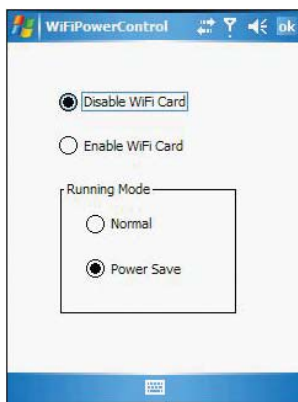 WiFiPowerControl ok
Disable WiFi Card
Enable WiFi Card
Running Mode
Normal
Power Save